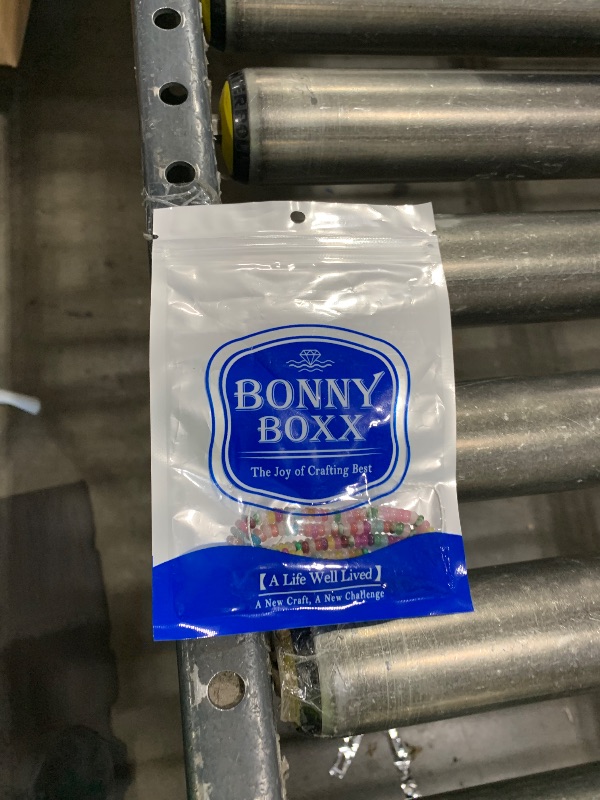 BONNY
BOXX
The Joy of Crafting Best
【A Life Well Lived】
A New Craft, A New Challenge